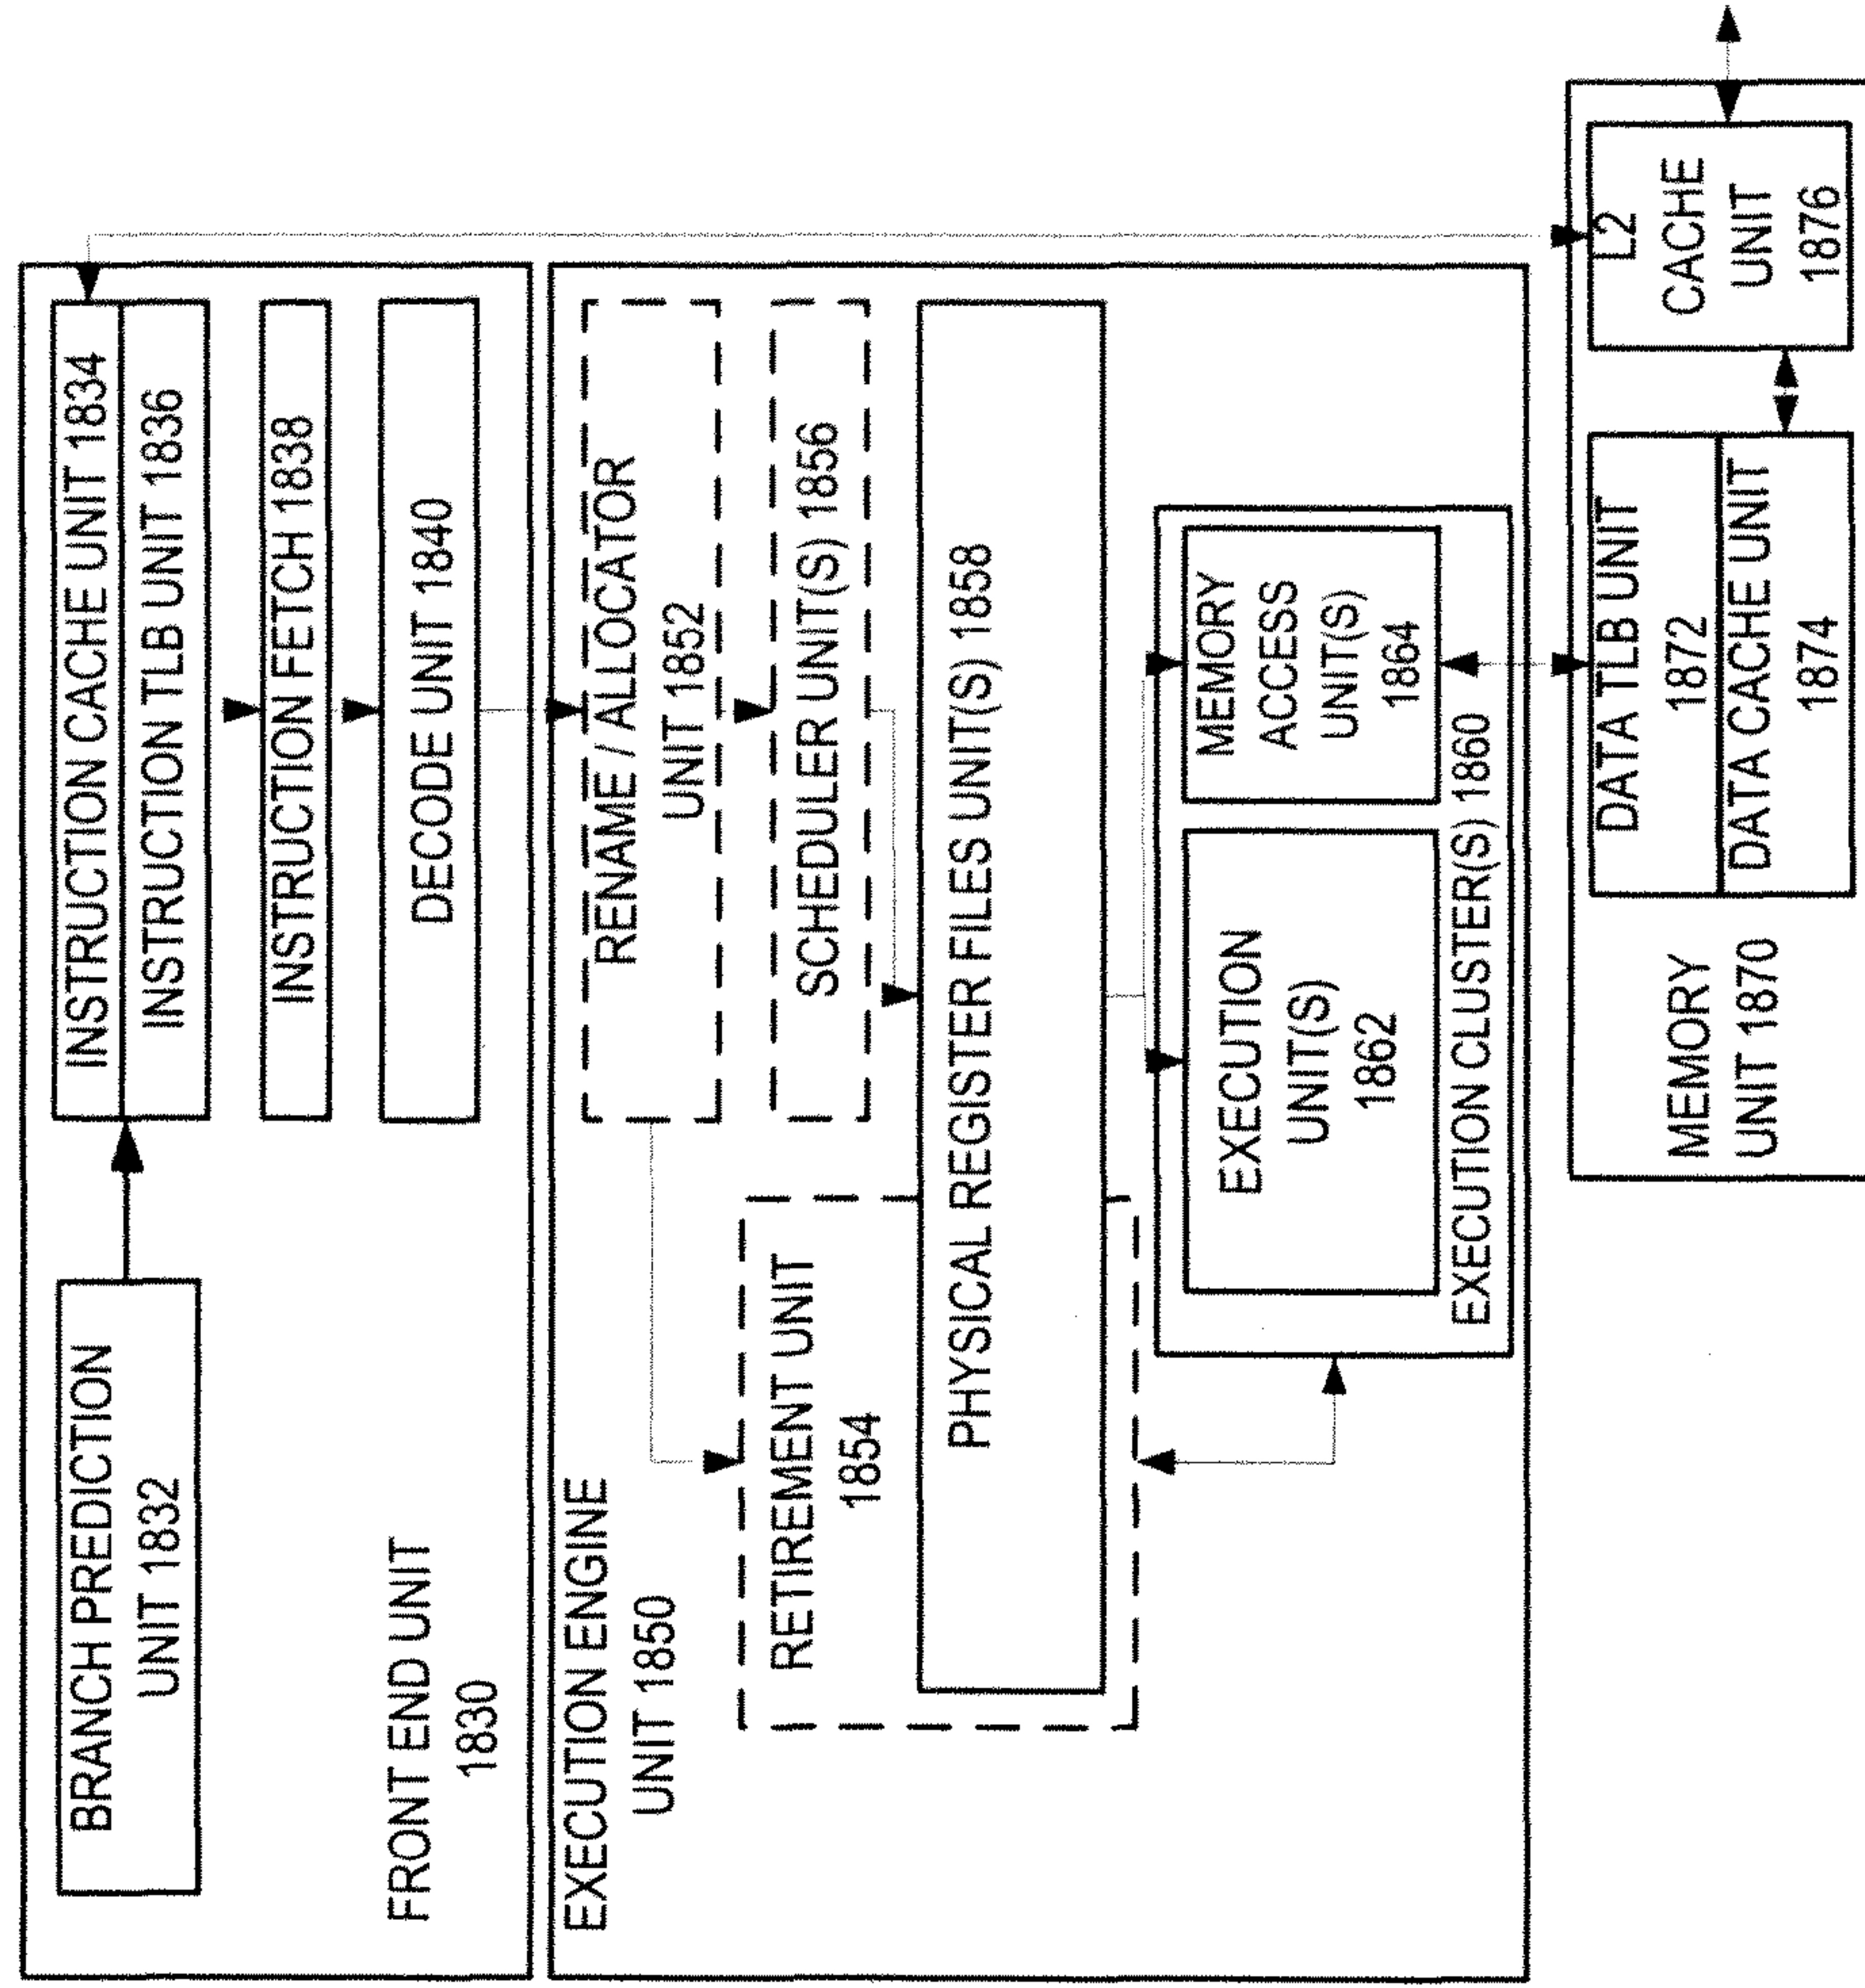 BRANCH PREDICTION
UNIT 1832
INSTRUCTION CACHE UNIT 1834
INSTRUCTION TLB UNIT 1836
INSTRUCTION FETCH 1838
DECODE UNIT 1840
FRONT END UNIT
1830
EXECUTION ENGINE
UNIT 1850
RENAME / ALLOCATOR
UNIT 1852
SCHEDULER UNIT(S) 1856
RETIREMENT UNIT
1854
PHYSICAL REGISTER FILES UNIT(S) 1858
EXECUTION
UNIT(S)
1862
MEMORY
ACCESS
UNIT(S)
1864
EXECUTION CLUSTER(S) 1860
MEMORY
UNIT 1870
DATA TLB UNIT
1872
DATA CACHE UNIT
1874
L2
CACHE
UNIT
1876